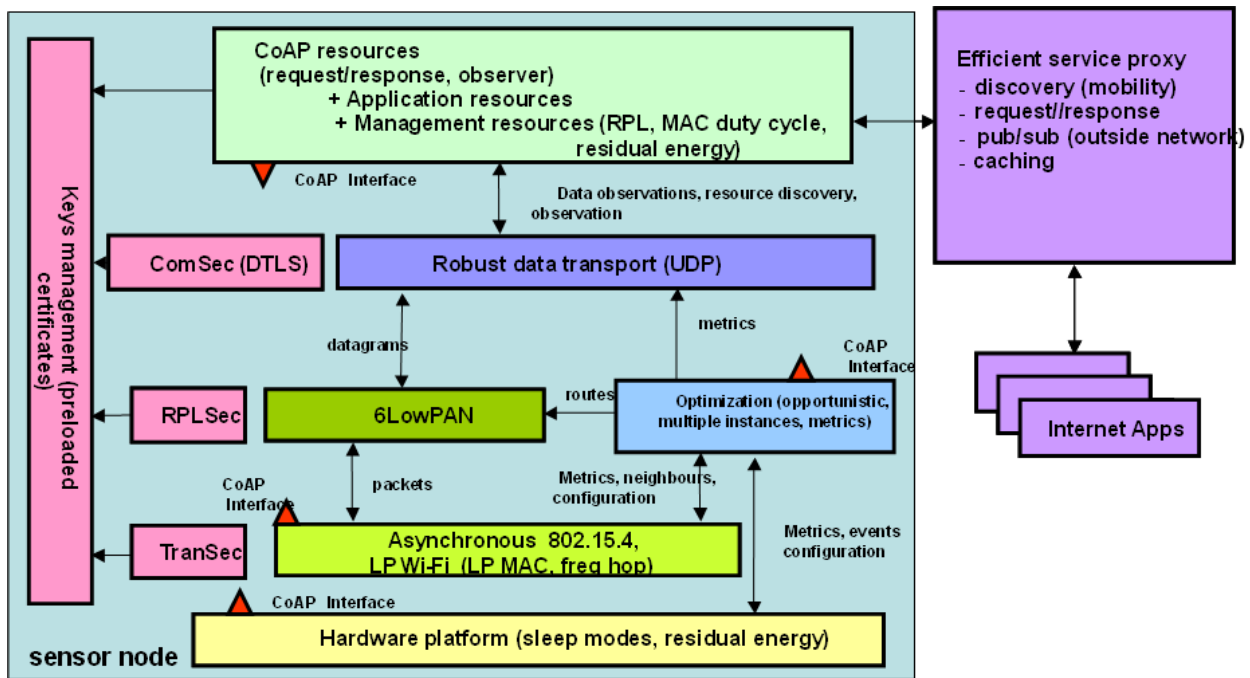 CoAP resources
(request/response, observer)
+ Application resources
+ Management resources (RPL, MAC duty cycle,
residual energy)
Efficient service proxy
- discovery (mobility)
- request//response
- pub/sub (outside network)
- caching
CoAP Interface
Data observations, resource discovery,
observation
Keys management (preloaded
certificates)
ComSec (DTLS)
Robust data transport (UDP)
metrics
datagrams
CoAP
Interface
routes
Optimization (opportunistic,
multiple instances, metrics)
RPLSec
6LowPAN
Internet Apps
CoAP
Interface
packets
Metrics, neighbours,
configuration
Metrics, events
configuration
TranSec
Asynchronous 802.15.4,
LP Wi-Fi (LP MAC, freq hop)
CoAP Interface
Hardware platform (sleep modes, residual energy)
sensor node